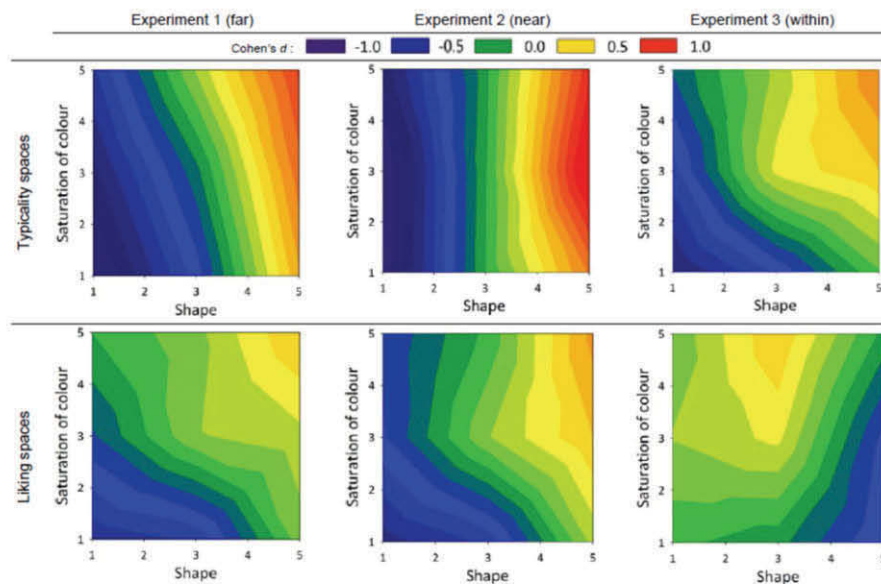 Experiment 1 (far) Experiment 2 (near) Experiment 3 (within)
Cohen's d : -1.0 -0.5 0.0 0.5 1.0
Typicality spaces
Saturation of colour
5
4
3
2
1
1 2 3 4 5
Shape
Saturation of colour
5
4
3
2
1
1 2 3 4 5
Shape
Saturation of colour
5
4
3
2
1
1 2 3 4 5
Shape
Liking spaces
Saturation of colour
5
4
3
2
1
1 2 3 4 5
Shape
Saturation of colour
5
4
3
2
1
1 2 3 4 5
Shape
Saturation of colour
5
4
3
2
1
1 2 3 4 5
Shape